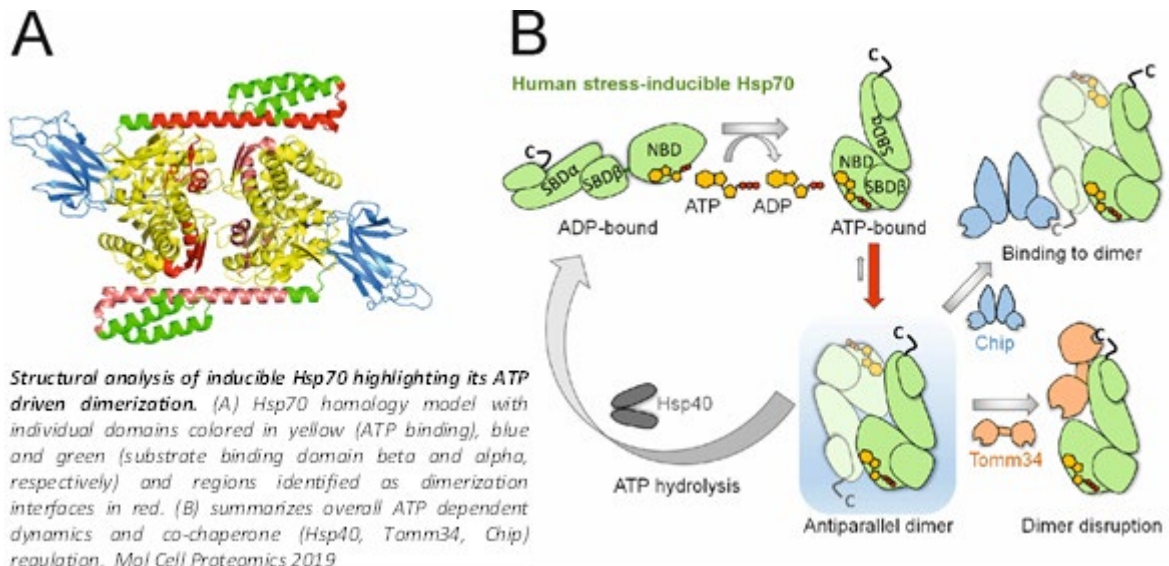 A
B
Human stress-inducible Hsp70
C
SBDα
SBDβ
NBD
ATP
ADP
ADP-bound
C
SBDα
NBD
SBDβ
ATP-bound
C
C
Binding to dimer
Chip
C
C
Antiparallel dimer
C
Tomm34
Dimer disruption
Hsp40
ATP hydrolysis
Structural analysis of inducible Hsp70 highlighting its ATP
driven dimerization. (A) Hsp70 homology model with
individual domains colored in yellow (ATP binding), blue
and green (substrate binding domain beta and alpha,
respectively) and regions identified as dimerization
interfaces in red. (B) summarizes overall ATP dependent
dynamics and co-chaperone (Hsp40, Tomm34, Chip)
regulation. Mol Cell Proteomics 2019